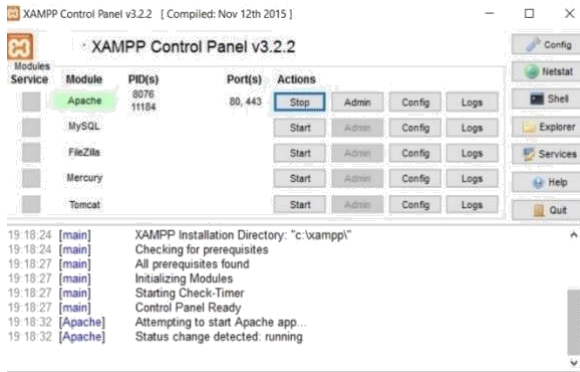 XAMPP Control Panel v3.2.2 [ Compiled: Nov 12th 2015 ]
XAMPP Control Panel v3.2.2
Config
Modules
Service Module PID(s) Port(s) Actions
Netstat
Apache 8076 11184 80, 443 Stop Admin Config Logs
Shell
MySQL Start Admin Config Logs
Explorer
FileZilla Start Admin Config Logs
Services
Mercury Start Admin Config Logs
Help
Tomcat Start Admin Config Logs
Quit
19:18:24 [main] XAMPP Installation Directory: "c:\xampp\"
19:18:24 [main] Checking for prerequisites
19:18:27 [main] All prerequisites found
19:18:27 [main] Initializing Modules
19:18:27 [main] Starting Check-Timer
19:18:27 [main] Control Panel Ready
19:18:32 [Apache] Attempting to start Apache app...
19:18:32 [Apache] Status change detected: running